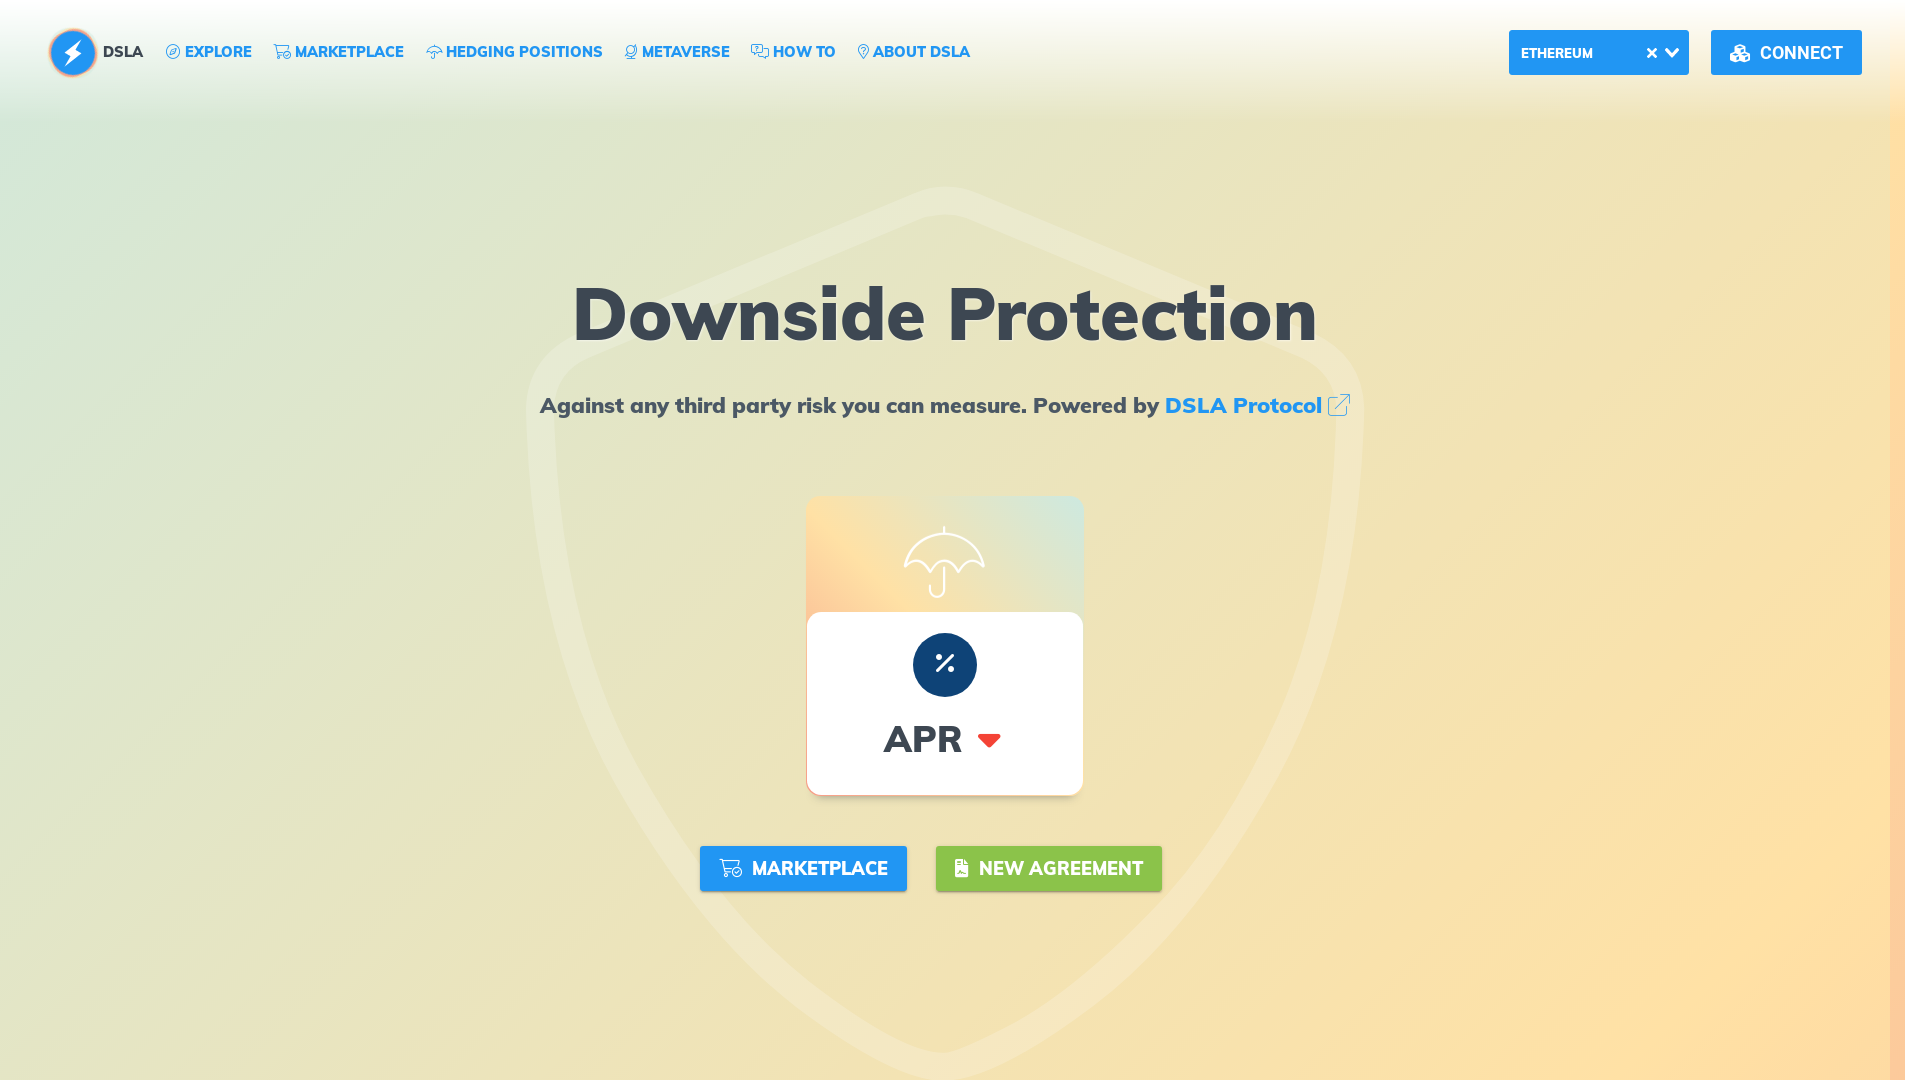 DSLA EXPLORE MARKETPLACE HEDGING POSITIONS METAVERSE HOW TO ABOUT DSLA ETHEREUM CONNECT
Downside Protection
Against any third party risk you can measure. Powered by DSLA Protocol
%
APR
MARKETPLACE NEW AGREEMENT